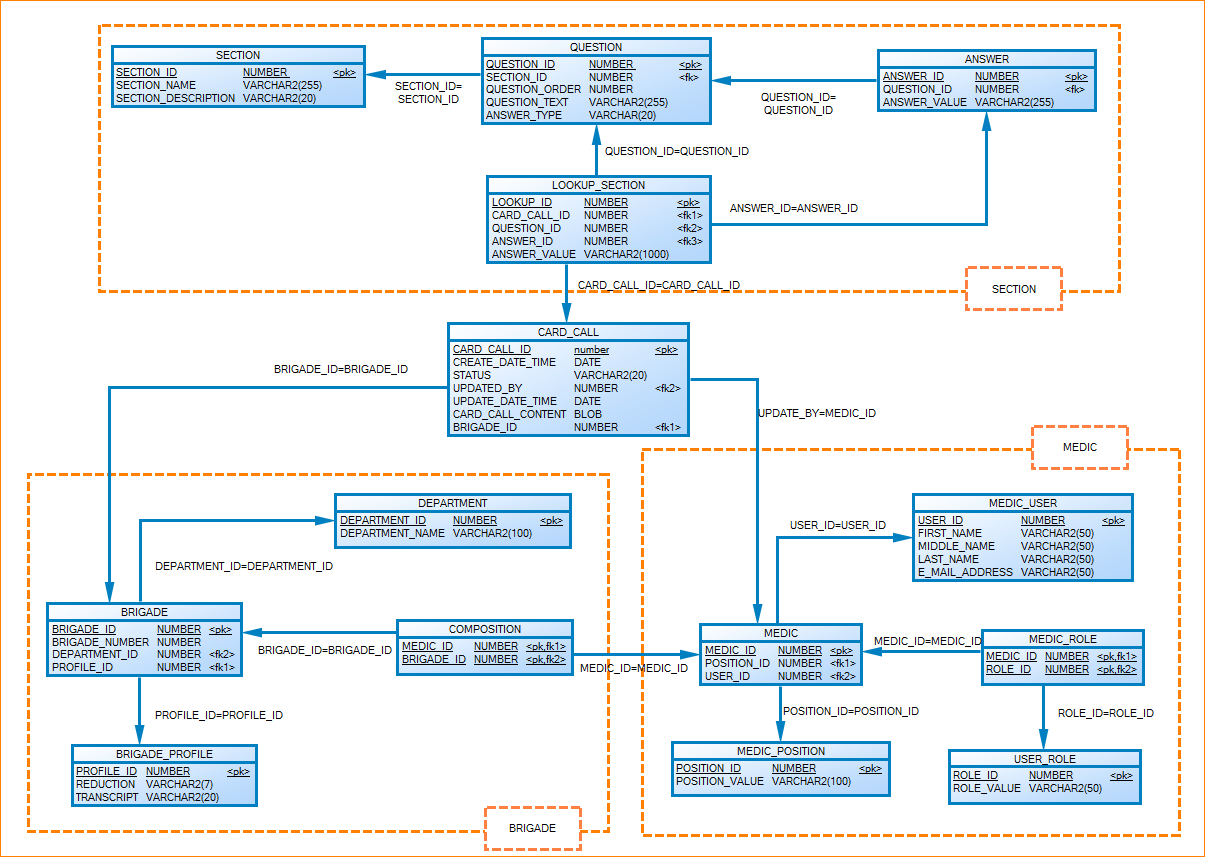 SECTION
SECTION_ID NUMBER <pk>
SECTION_NAME VARCHAR2(255)
SECTION_DESCRIPTION VARCHAR2(20)
SECTION_ID=
SECTION_ID
QUESTION
QUESTION_ID NUMBER <pk>
SECTION_ID NUMBER <fk>
QUESTION_ORDER NUMBER
QUESTION_TEXT VARCHAR2(255)
ANSWER_TYPE VARCHAR(20)
QUESTION_ID=
QUESTION_ID
ANSWER
ANSWER_ID NUMBER <pk>
QUESTION_ID NUMBER <fk>
ANSWER_VALUE VARCHAR2(255)
QUESTION_ID=QUESTION_ID
LOOKUP_SECTION
LOOKUP_ID NUMBER <pk>
CARD_CALL_ID NUMBER <fk1>
QUESTION_ID NUMBER <fk2>
ANSWER_ID NUMBER <fk3>
ANSWER_VALUE VARCHAR2(1000)
ANSWER_ID=ANSWER_ID
CARD_CALL_ID=CARD_CALL_ID
SECTION
CARD_CALL
CARD_CALL_ID number <pk>
CREATE_DATE_TIME DATE
STATUS VARCHAR2(20)
UPDATED_BY NUMBER <fk2>
UPDATE_DATE_TIME DATE
CARD_CALL_CONTENT BLOB
BRIGADE_ID NUMBER <fk1>
BRIGADE_ID=BRIGADE_ID
UPDATE_BY=MEDIC_ID
DEPARTMENT
DEPARTMENT_ID NUMBER <pk>
DEPARTMENT_NAME VARCHAR2(100)
DEPARTMENT_ID=DEPARTMENT_ID
BRIGADE
BRIGADE_ID NUMBER <pk>
BRIGADE_NUMBER NUMBER
DEPARTMENT_ID NUMBER <fk2>
PROFILE_ID NUMBER <fk1>
BRIGADE_ID=BRIGADE_ID
COMPOSITION
MEDIC_ID NUMBER <pk,fk1>
BRIGADE_ID NUMBER <pk,fk2>
MEDIC_ID=MEDIC_ID
PROFILE_ID=PROFILE_ID
BRIGADE_PROFILE
PROFILE_ID NUMBER <pk>
REDUCTION VARCHAR2(7)
TRANSCRIPT VARCHAR2(20)
BRIGADE
MEDIC
MEDIC_USER
USER_ID NUMBER <pk>
FIRST_NAME VARCHAR2(50)
MIDDLE_NAME VARCHAR2(50)
LAST_NAME VARCHAR2(50)
E_MAIL_ADDRESS VARCHAR2(50)
USER_ID=USER_ID
MEDIC
MEDIC_ID NUMBER <pk>
POSITION_ID NUMBER <fk1>
USER_ID NUMBER <fk2>
MEDIC_ID=MEDIC_ID
MEDIC_ROLE
MEDIC_ID NUMBER <pk,fk1>
ROLE_ID NUMBER <pk,fk2>
POSITION_ID=POSITION_ID
ROLE_ID=ROLE_ID
MEDIC_POSITION
POSITION_ID NUMBER <pk>
POSITION_VALUE VARCHAR2(100)
USER_ROLE
ROLE_ID NUMBER <pk>
ROLE_VALUE VARCHAR2(50)